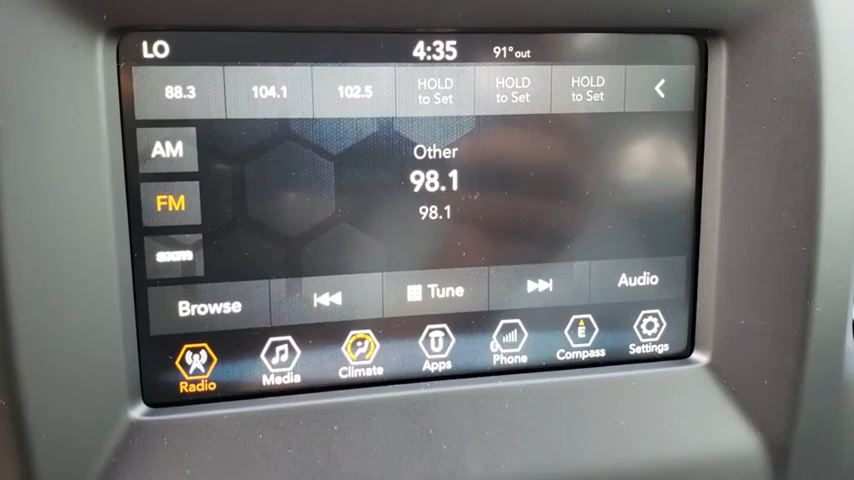 LO 4:35 91° out
88.3 104.1 102.5 HOLD to Set HOLD to Set HOLD to Set
AM
Other
98.1
FM
98.1
sxm
Browse Tune Audio
Radio Media Climate Apps Phone Compass Settings
E